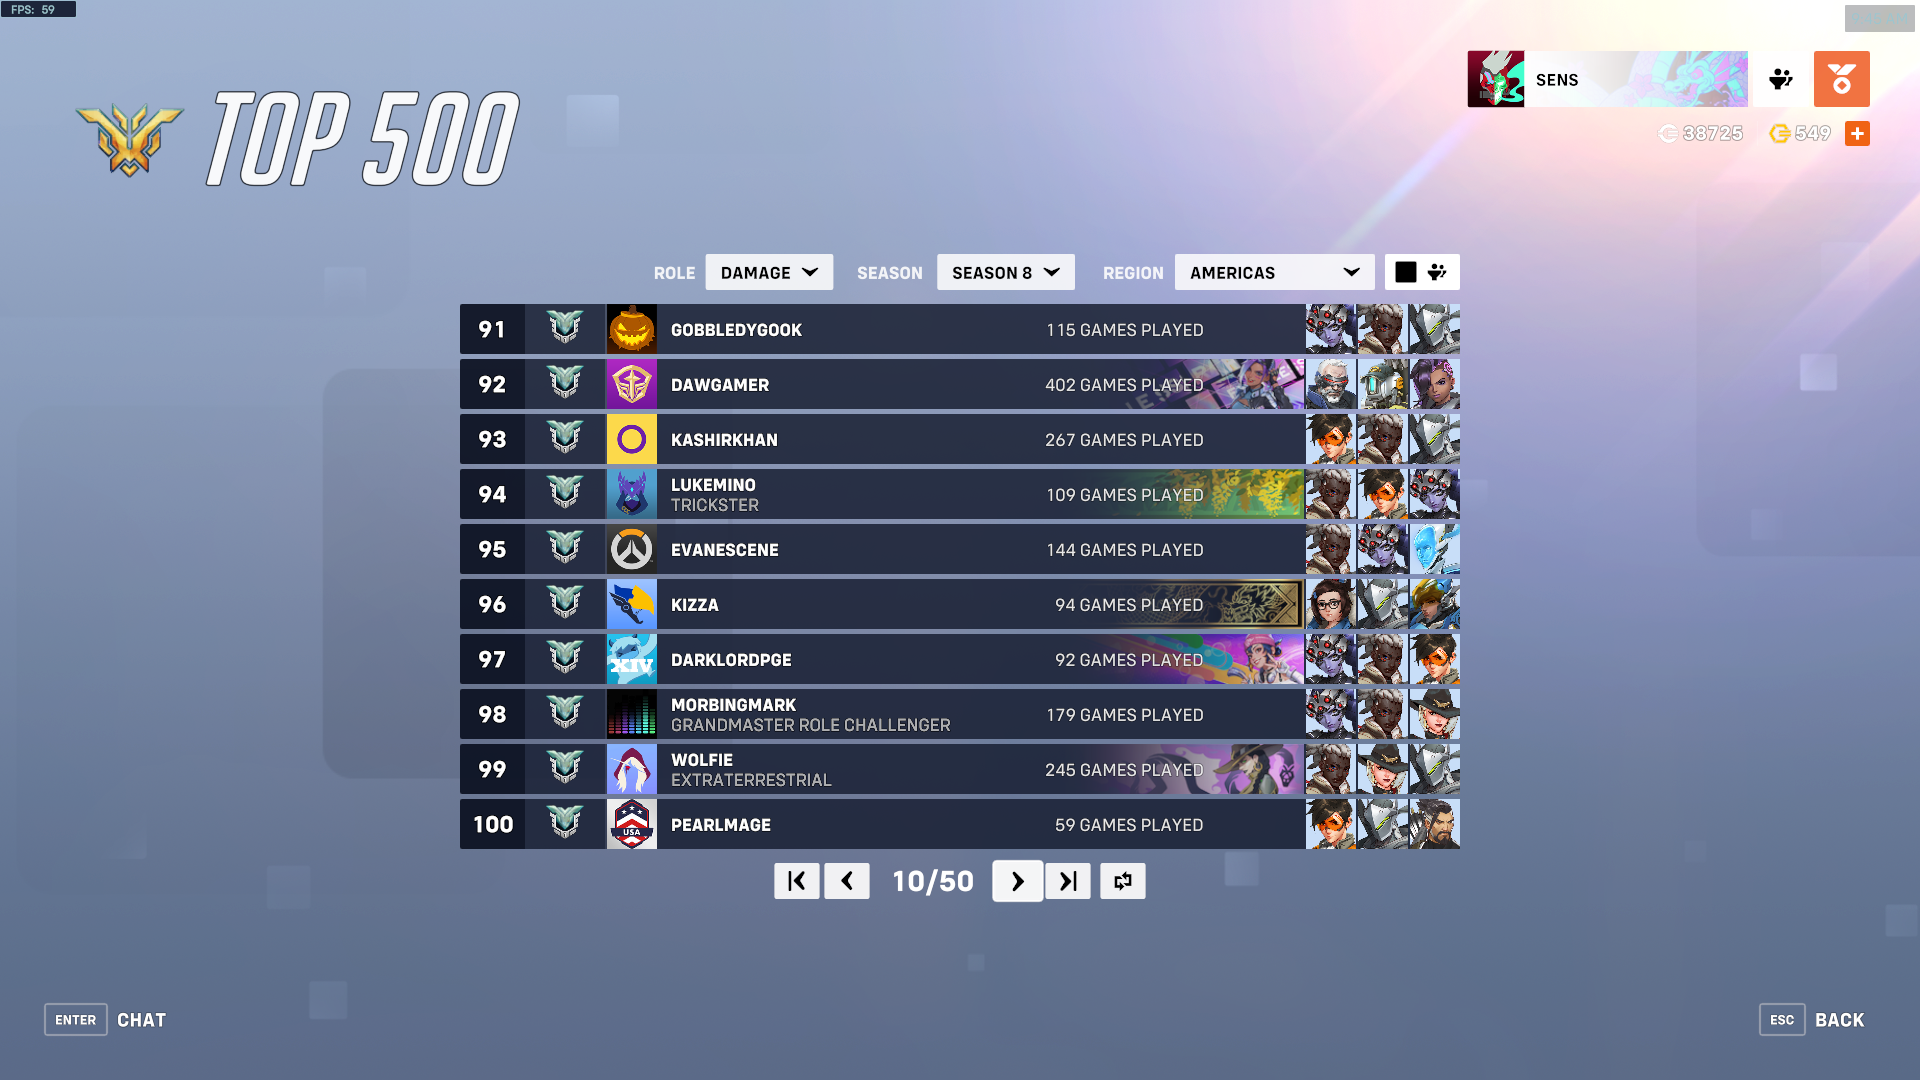 FPS: 59
TOP 500
SENS
38725
549
ROLE
DAMAGE
SEASON
SEASON 8
REGION
AMERICAS
91 GOBBLEDYGOOK 115 GAMES PLAYED
92 DAWGAMER 402 GAMES PLAYED
93 KASHIRKHAN 267 GAMES PLAYED
94 LUKEMINO 109 GAMES PLAYED
TRICKSTER
95 EVANESCENE 144 GAMES PLAYED
96 KIZZA 94 GAMES PLAYED
97 XIV DARKLORDPGE 92 GAMES PLAYED
98 MORBINGMARK 179 GAMES PLAYED
GRANDMASTER ROLE CHALLENGER
99 WOLFIE 245 GAMES PLAYED
EXTRATERRESTRIAL
100 USA PEARLMAGE 59 GAMES PLAYED
10/50
ENTER CHAT
ESC BACK